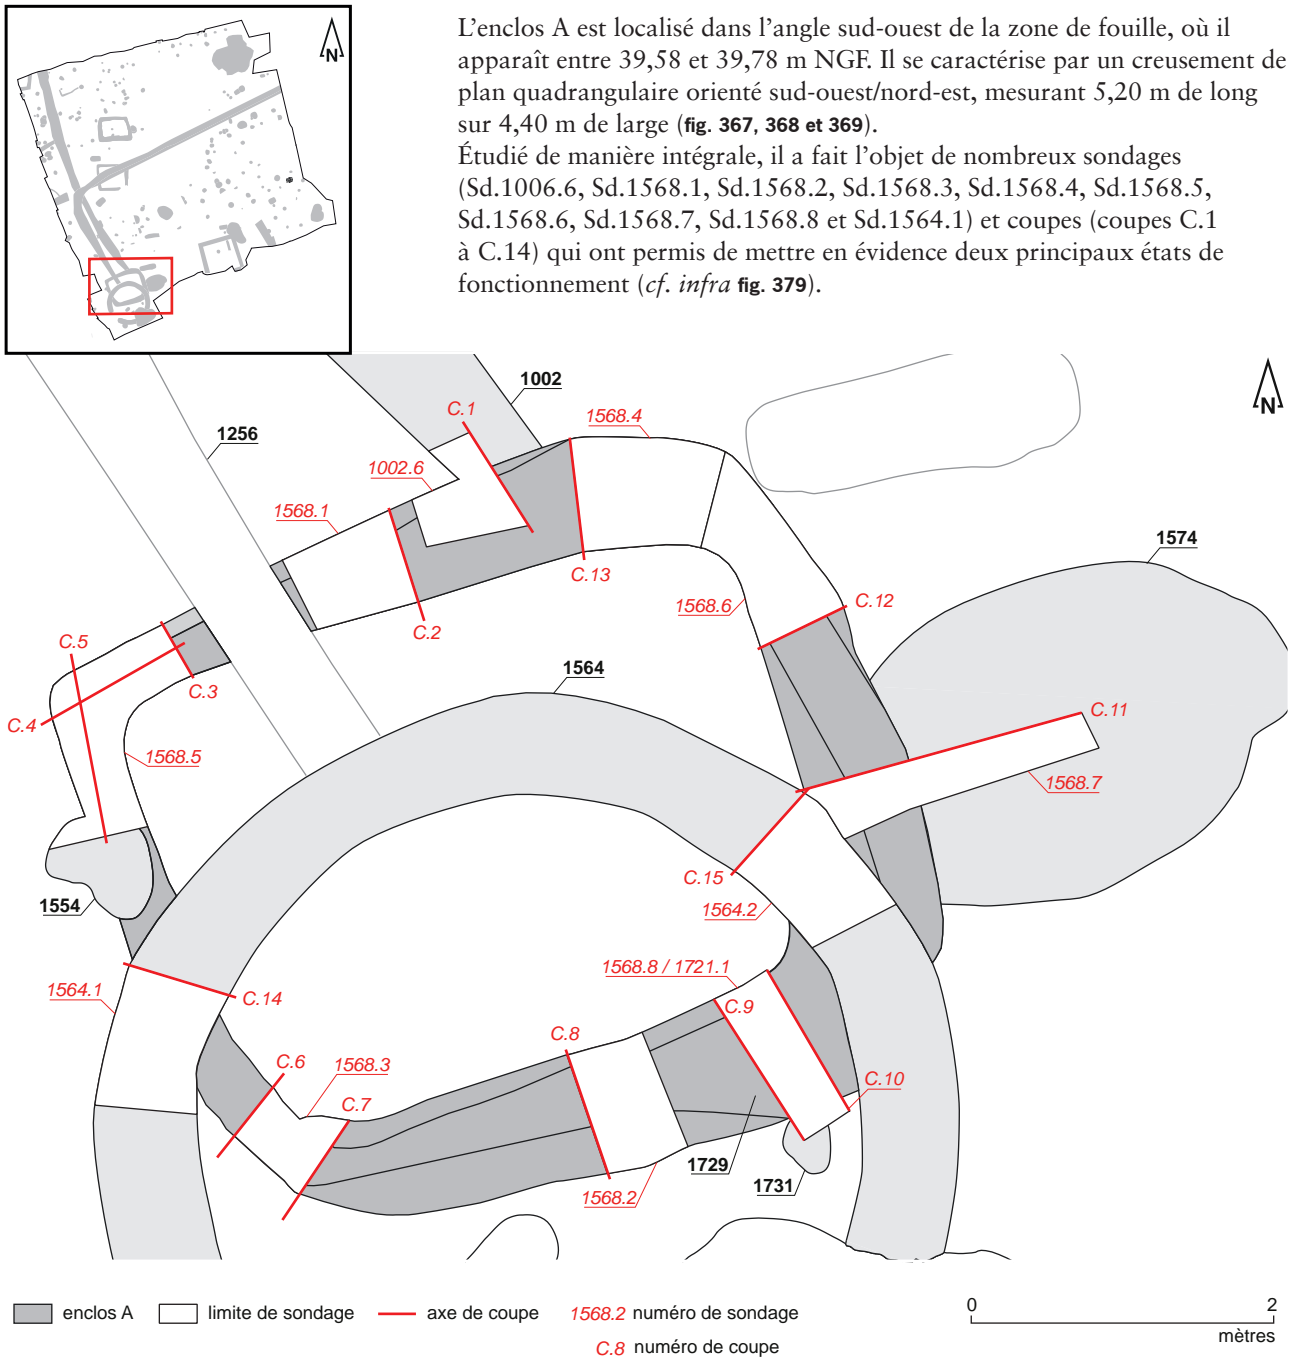 N
L’enclos A est localisé dans l’angle sud-ouest de la zone de fouille, où il
apparaît entre 39,58 et 39,78 m NGF. Il se caractérise par un creusement de
plan quadrangulaire orienté sud-ouest/nord-est, mesurant 5,20 m de long
sur 4,40 m de large (fig. 367, 368 et 369).
Étudié de manière intégrale, il a fait l’objet de nombreux sondages
(Sd.1006.6, Sd.1568.1, Sd.1568.2, Sd.1568.3, Sd.1568.4, Sd.1568.5,
Sd.1568.6, Sd.1568.7, Sd.1568.8 et Sd.1564.1) et coupes (coupes C.1
à C.14) qui ont permis de mettre en évidence deux principaux états de
fonctionnement (cf. infra fig. 379).
1002
C.1
1568.4
N
1256
1002.6
1568.1
1574
C.13
1568.6
C.12
C.2
C.5
1564
C.3
C.11
C.4
1568.5
1568.7
C.15
1554
1564.2
1568.8 / 1721.1
1564.1
C.14
C.9
C.8
C.6
1568.3
C.10
C.7
1729
1731
1568.2
enclos A
limite de sondage
axe de coupe
1568.2 numéro de sondage
C.8 numéro de coupe
0
2
mètres